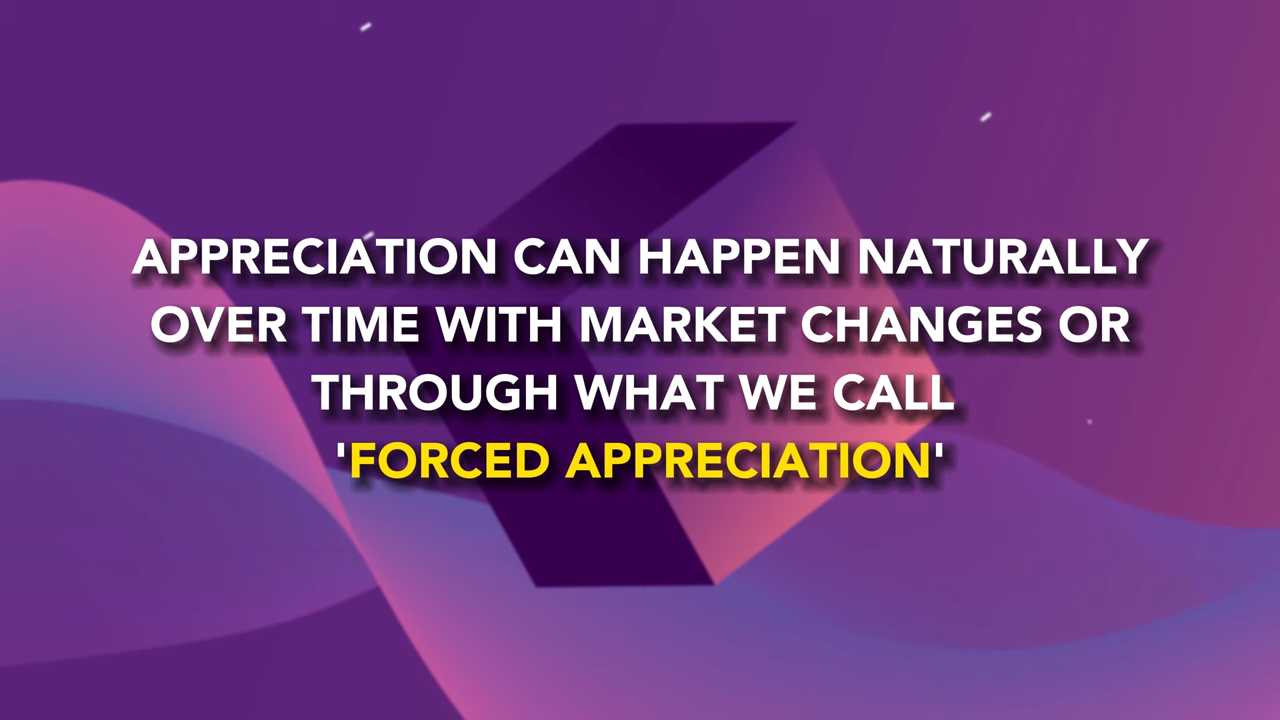 APPRECIATION CAN HAPPEN NATURALLY
OVER TIME WITH MARKET CHANGES OR
THROUGH WHAT WE CALL
'FORCED APPRECIATION'